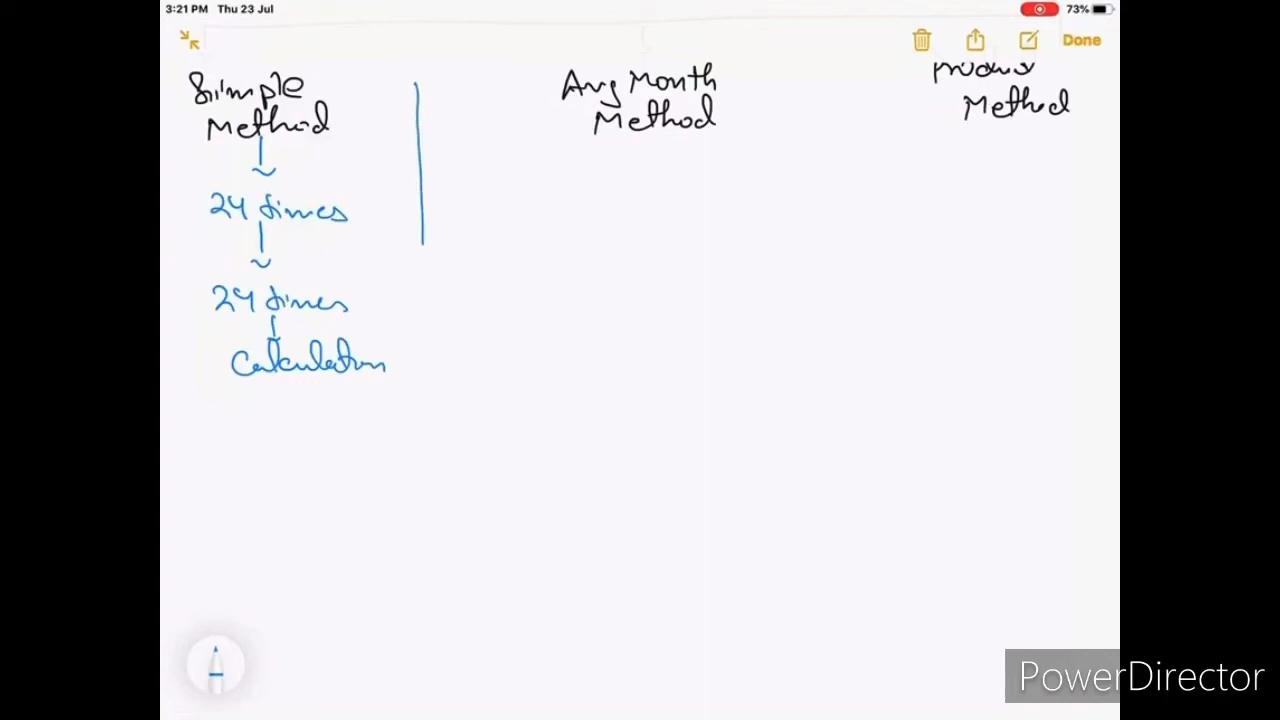 3:21 PM Thu 23 Jul
73%
Done
Simple
Method
24 times
24 times
Calculation
Avg Month
Method
Product
Method
PowerDirector